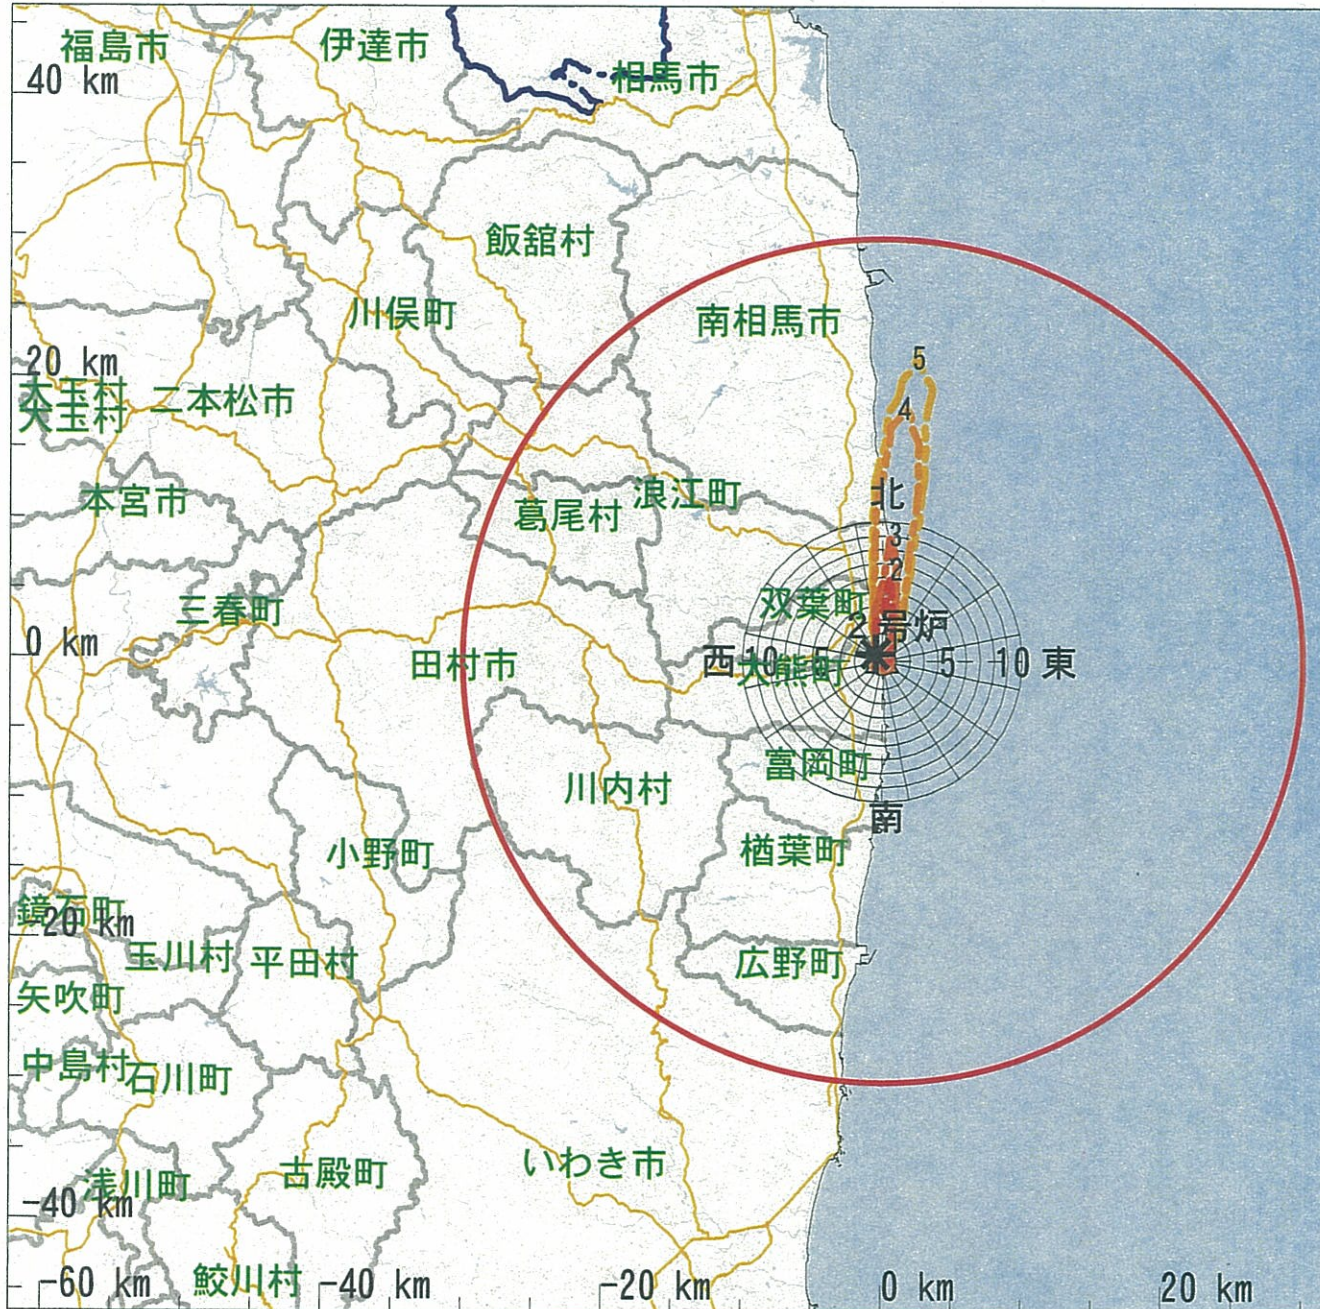 福島市
伊達市
相馬市
40 km
飯舘村
川俣町
南相馬市
20 km
5
大玉村
大玉村
二本松市
4
本宮市
葛尾村
浪江町
北
3
2
三春町
双葉町
2号炉
0 km
田村市
西
10
5
大熊町
5
10
東
富岡町
川内村
南
小野町
楢葉町
鏡石町
-20 km
玉川村
平田村
広野町
矢吹町
中島村
石川町
いわき市
古殿町
浅川町
-40 km
鮫川村
-60 km
-40 km
-20 km
0 km
20 km